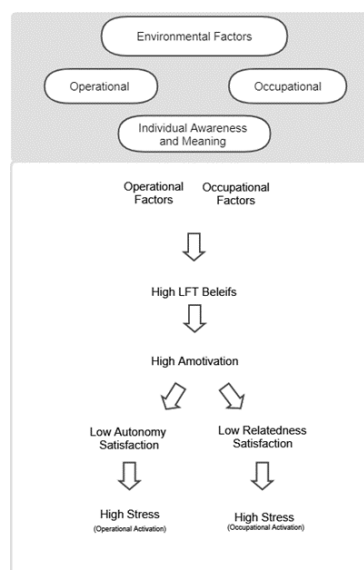 Environmental Factors
Operational
Occupational
Individual Awareness
and Meaning
Operational
Factors
Occupational
Factors
High LFT Beleifs
High Amotivation
Low Autonomy
Satisfaction
Low Relatedness
Satisfaction
High Stress
(Operational Activation)
High Stress
(Occupational Activation)